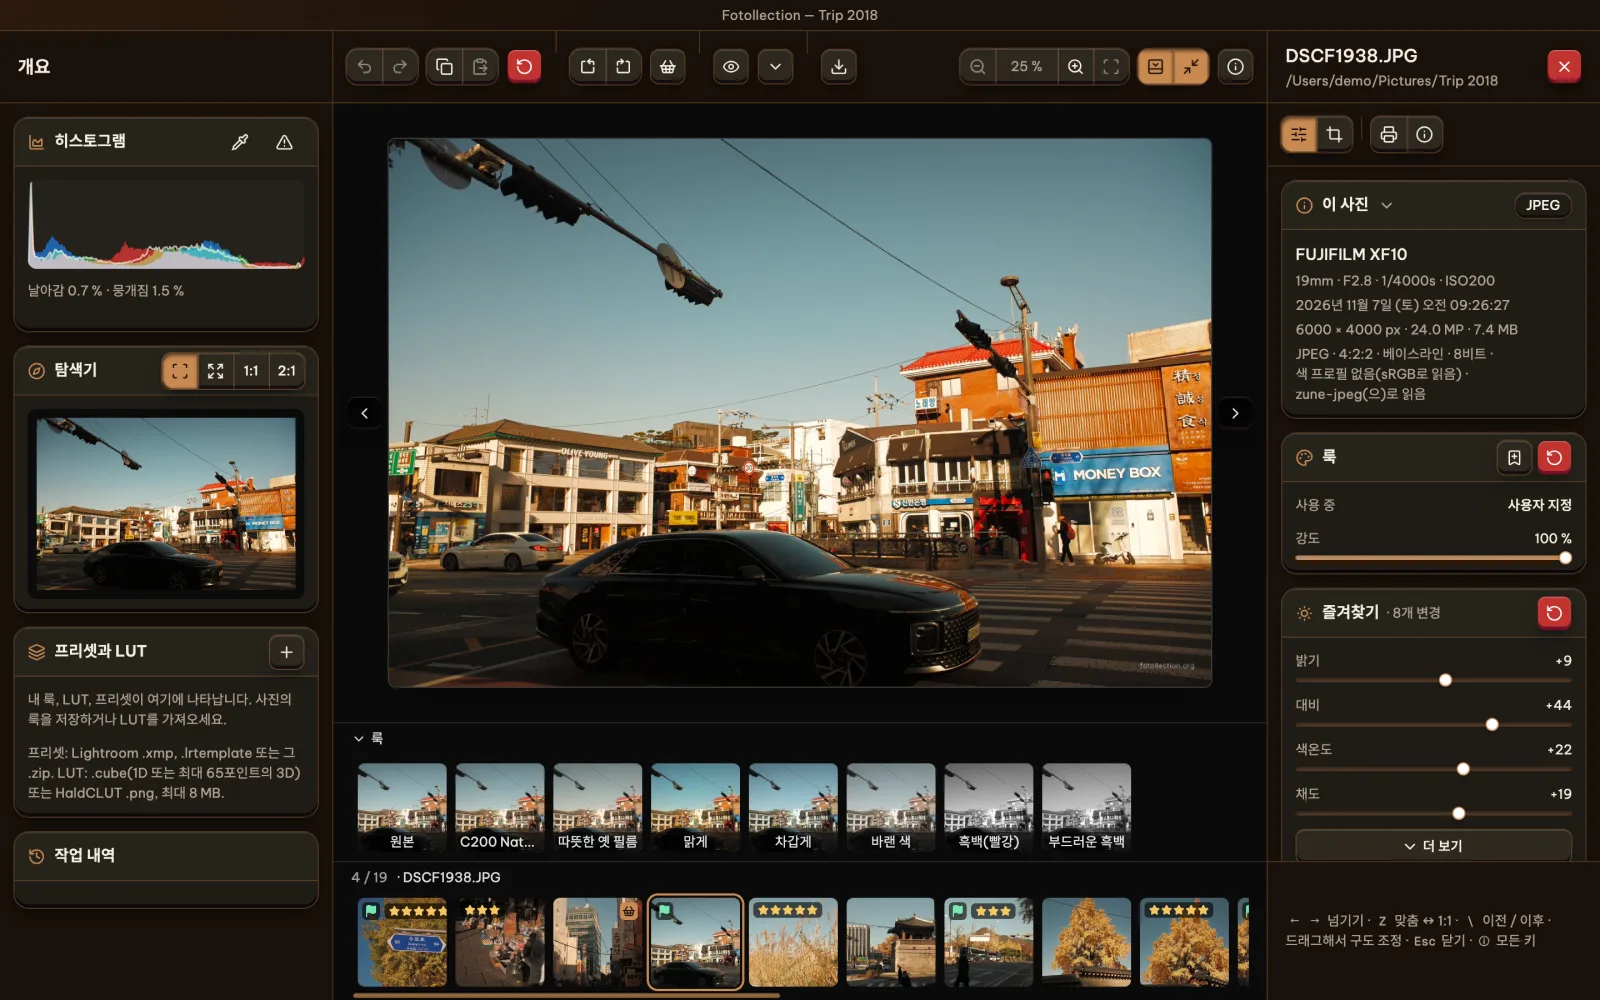 Fotollection — Trip 2018
개요
25 %
DSCF1938.JPG
/Users/demo/Pictures/Trip 2018
히스토그램
날아감 0.7 % · 뭉개짐 1.5 %
탐색기
1:1
2:1
프리셋과 LUT
내 룩, LUT, 프리셋이 여기에 나타납니다. 사진의
룩을 저장하거나 LUT를 가져오세요.
프리셋: Lightroom .xmp, .lrtemplate 또는 그
.zip. LUT: .cube(1D 또는 최대 65포인트의 3D)
또는 HaldCLUT .png, 최대 8 MB.
작업 내역
OLIVE YOUNG
노래방
신한은행
MONEY BOX
30
fotollection.org
룩
원본
C200 Nat...
따뜻한 옛 필름
맑게
차갑게
바랜 색
흑백(빨강)
부드러운 흑백
4 / 19 · DSCF1938.JPG
이 사진
JPEG
FUJIFILM XF10
19mm · F2.8 · 1/4000s · ISO200
2026년 11월 7일 (토) 오전 09:26:27
6000 × 4000 px · 24.0 MP · 7.4 MB
JPEG · 4:2:2 · 베이스라인 · 8비트 ·
색 프로필 없음(sRGB로 읽음) ·
zune-jpeg(으)로 읽음
룩
사용 중
사용자 지정
강도
100 %
즐겨찾기 · 8개 변경
밝기
+9
대비
+44
색온도
+22
채도
+19
더 보기
← → 넘기기 · Z 맞춤 ↔ 1:1 · \ 이전 / 이후 ·
드래그해서 구도 조정 · Esc 닫기 · ⓘ 모든 키